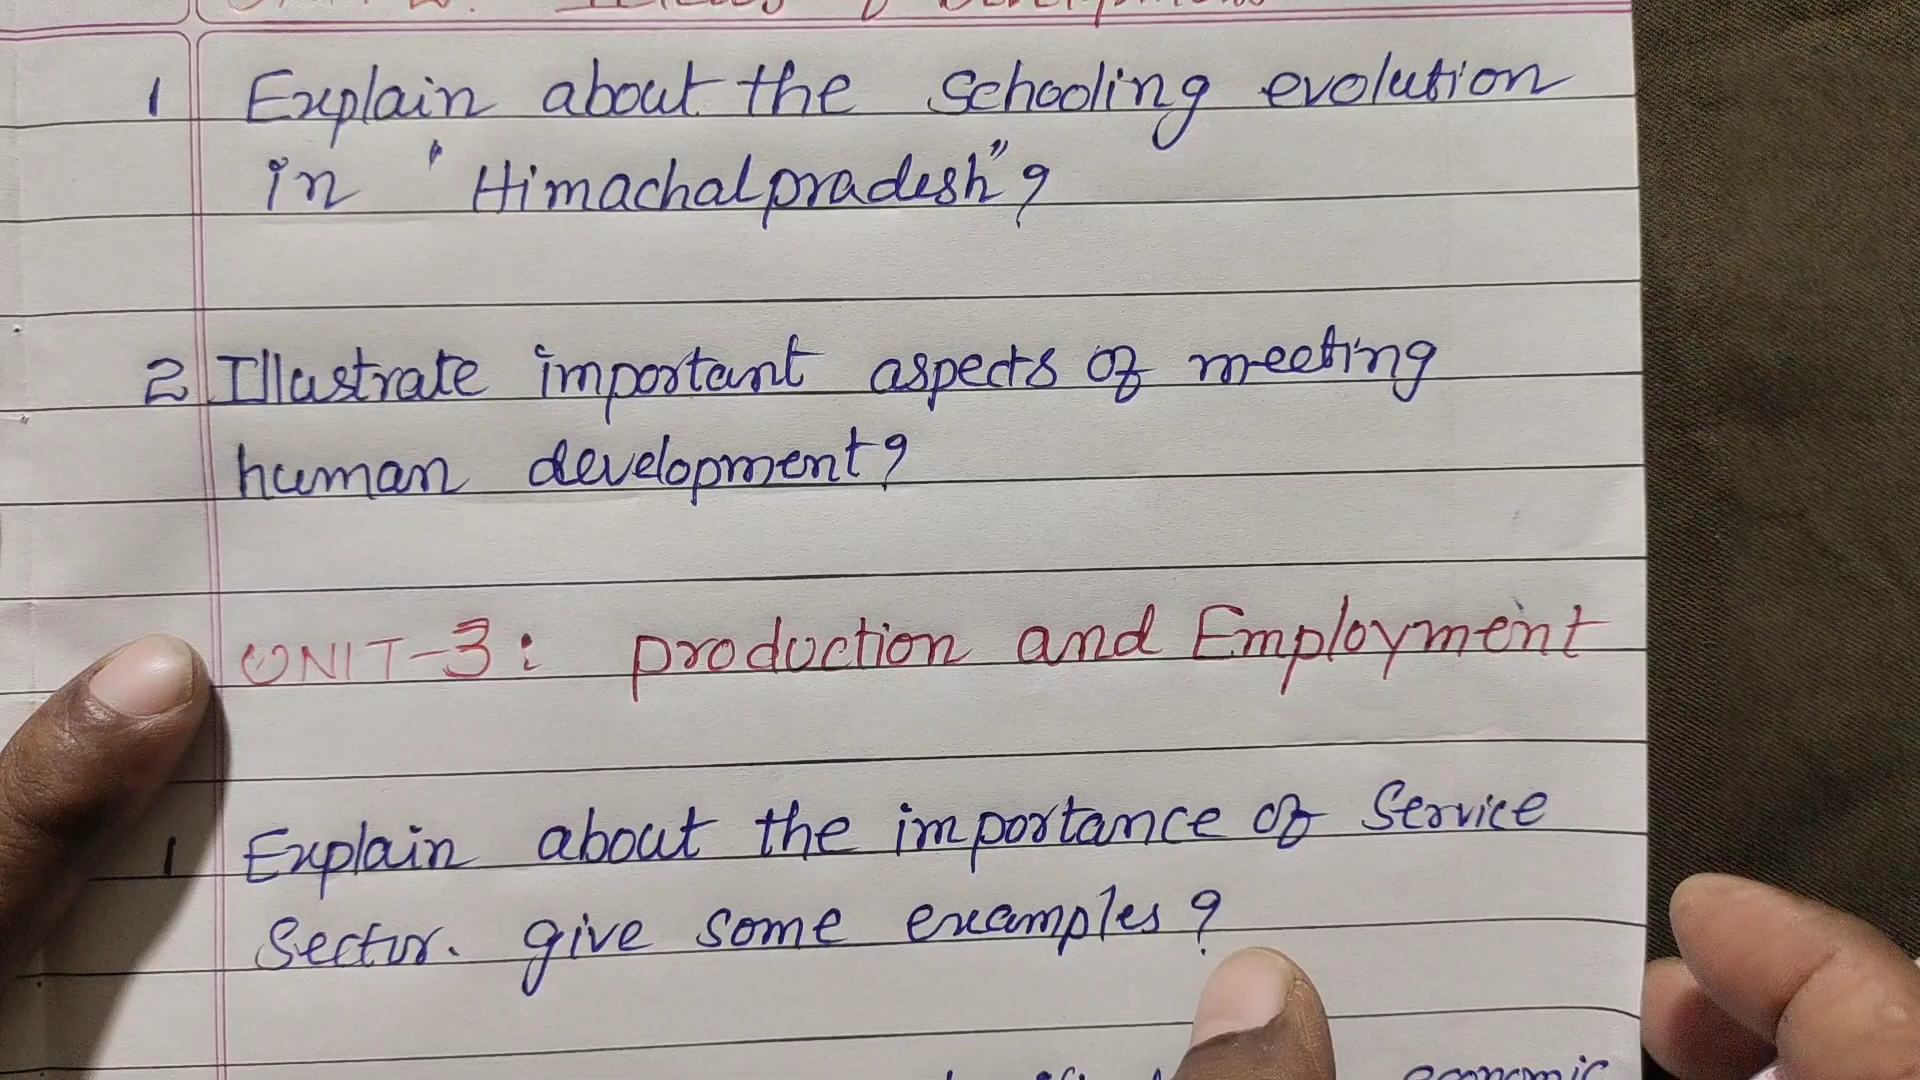 1 Explain about the schooling evolution
in "Himachalpradesh"?
2 Illustrate important aspects of meeting
human development?
UNIT-3: production and Employment
1 Explain about the importance of Service
Sector. give some examples?
economic